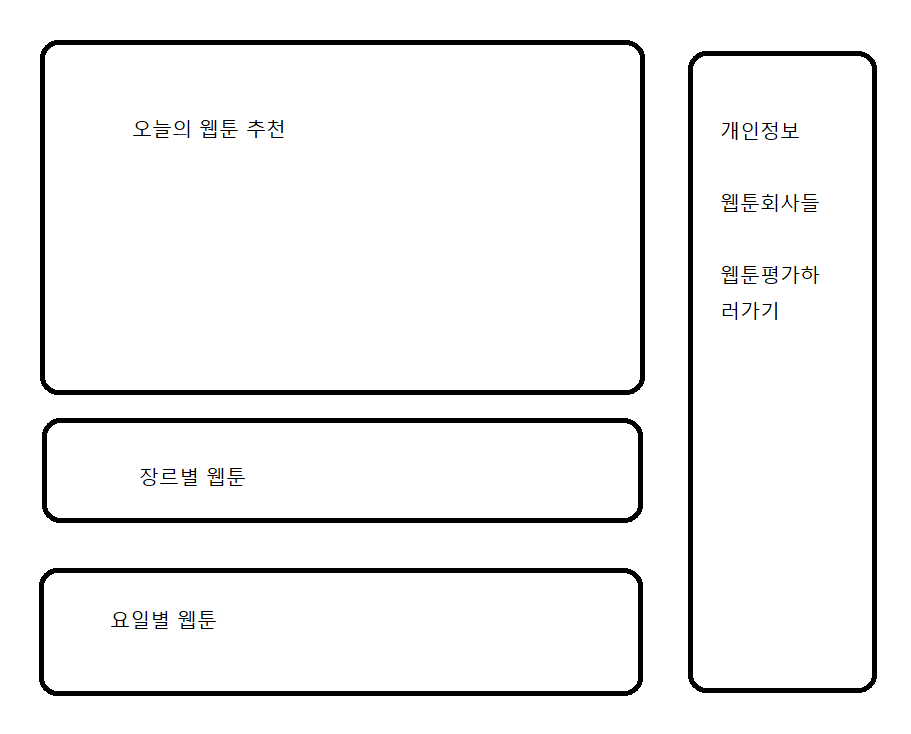 오늘의 웹툰 추천
장르별 웹툰
요일별 웹툰
개인정보
웹툰회사들
웹툰평가하
러가기